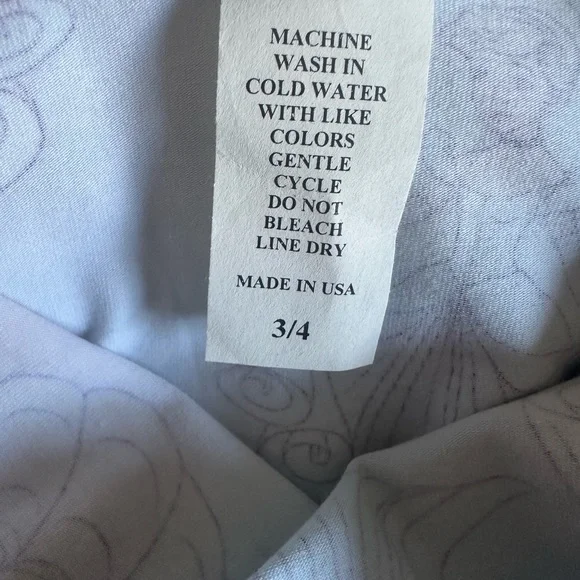 MACHINE
WASH IN
COLD WATER
WITH LIKE
COLORS
GENTLE
CYCLE
DO NOT
BLEACH
LINE DRY
MADE IN USA
3/4